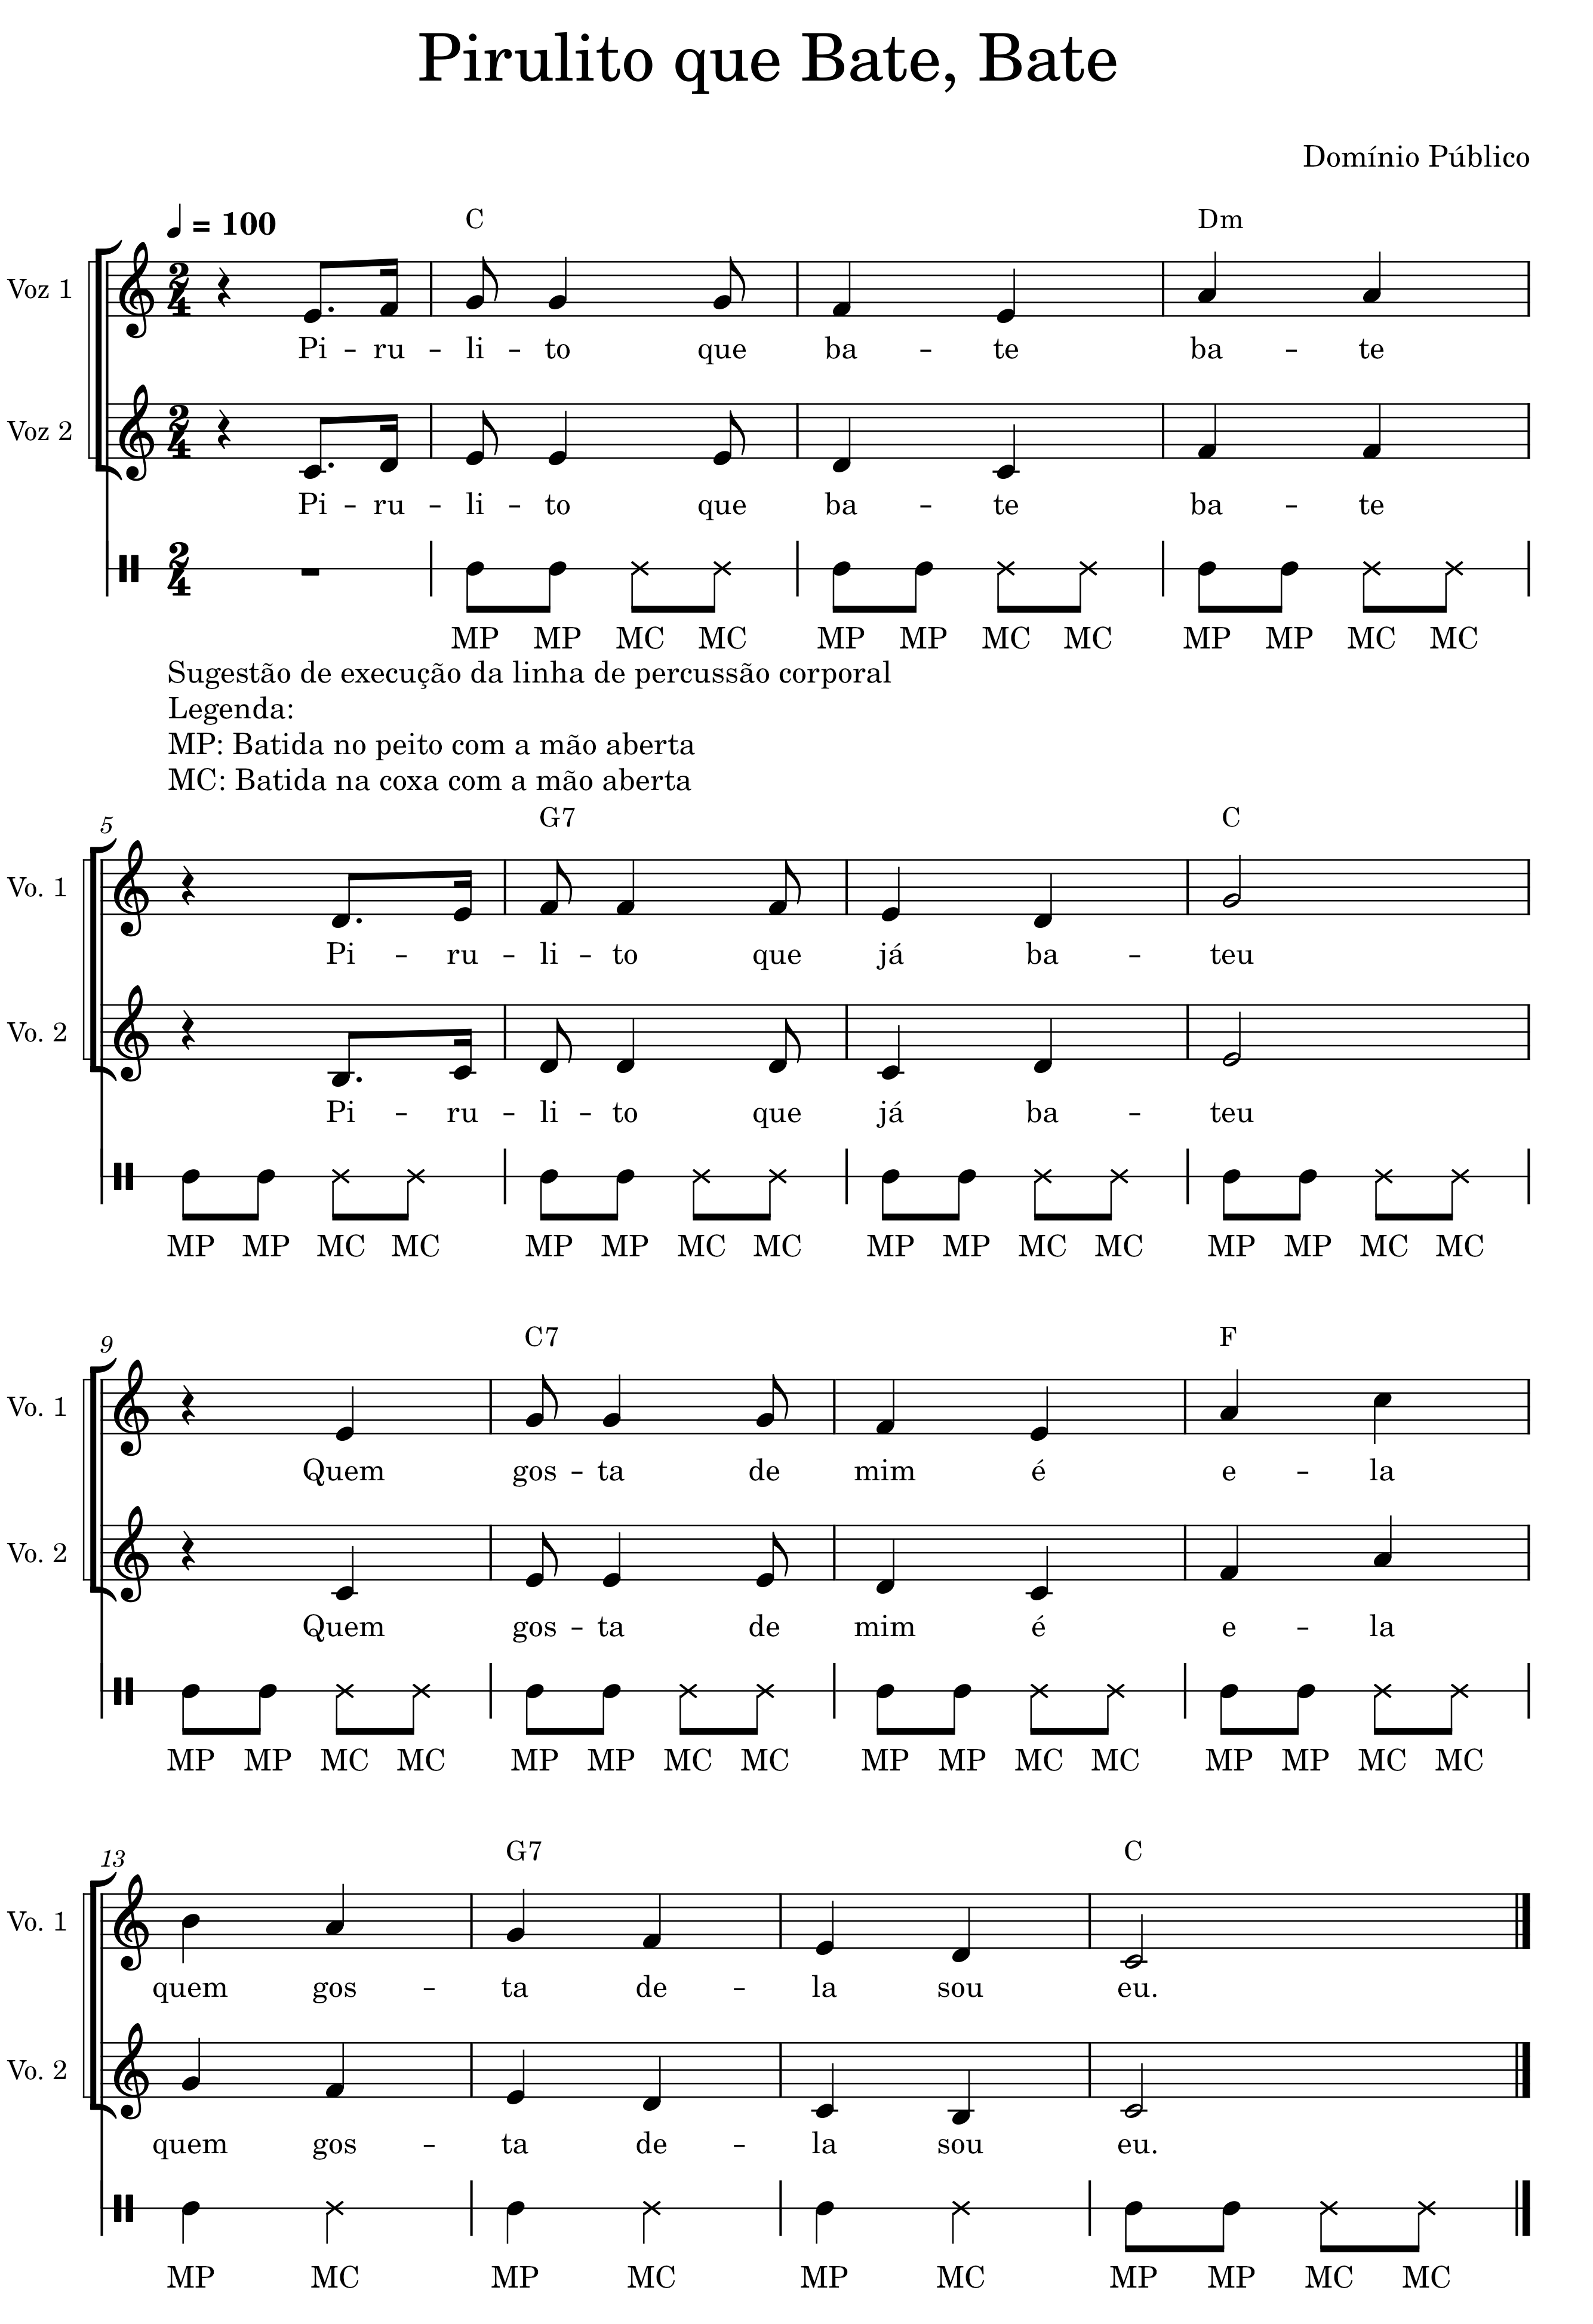 Pirulito que Bate, Bate
Domínio Público
= 100
C Dm
Voz 1
Pi – ru – li – to que ba – te ba – te
Voz 2
Pi – ru – li – to que ba – te ba – te
2 4
MP MP MC MC MP MP MC MC MP MP MC MC
Sugestão de execução da linha de percussão corporal
Legenda:
MP: Batida no peito com a mão aberta
MC: Batida na coxa com a mão aberta
5 G7 C
Vo. 1
Pi – ru – li – to que já ba – teu
Vo. 2
Pi – ru – li – to que já ba – teu
MP MP MC MC MP MP MC MC MP MP MC MC MP MP MC MC
9 C7 F
Vo. 1
Quem gos – ta de mim é e – la
Vo. 2
Quem gos – ta de mim é e – la
MP MP MC MC MP MP MC MC MP MP MC MC MP MP MC MC
13 G7 C
Vo. 1
quem gos – ta de – la sou eu.
Vo. 2
quem gos – ta de – la sou eu.
MP MC MP MC MP MC MP MP MC MC